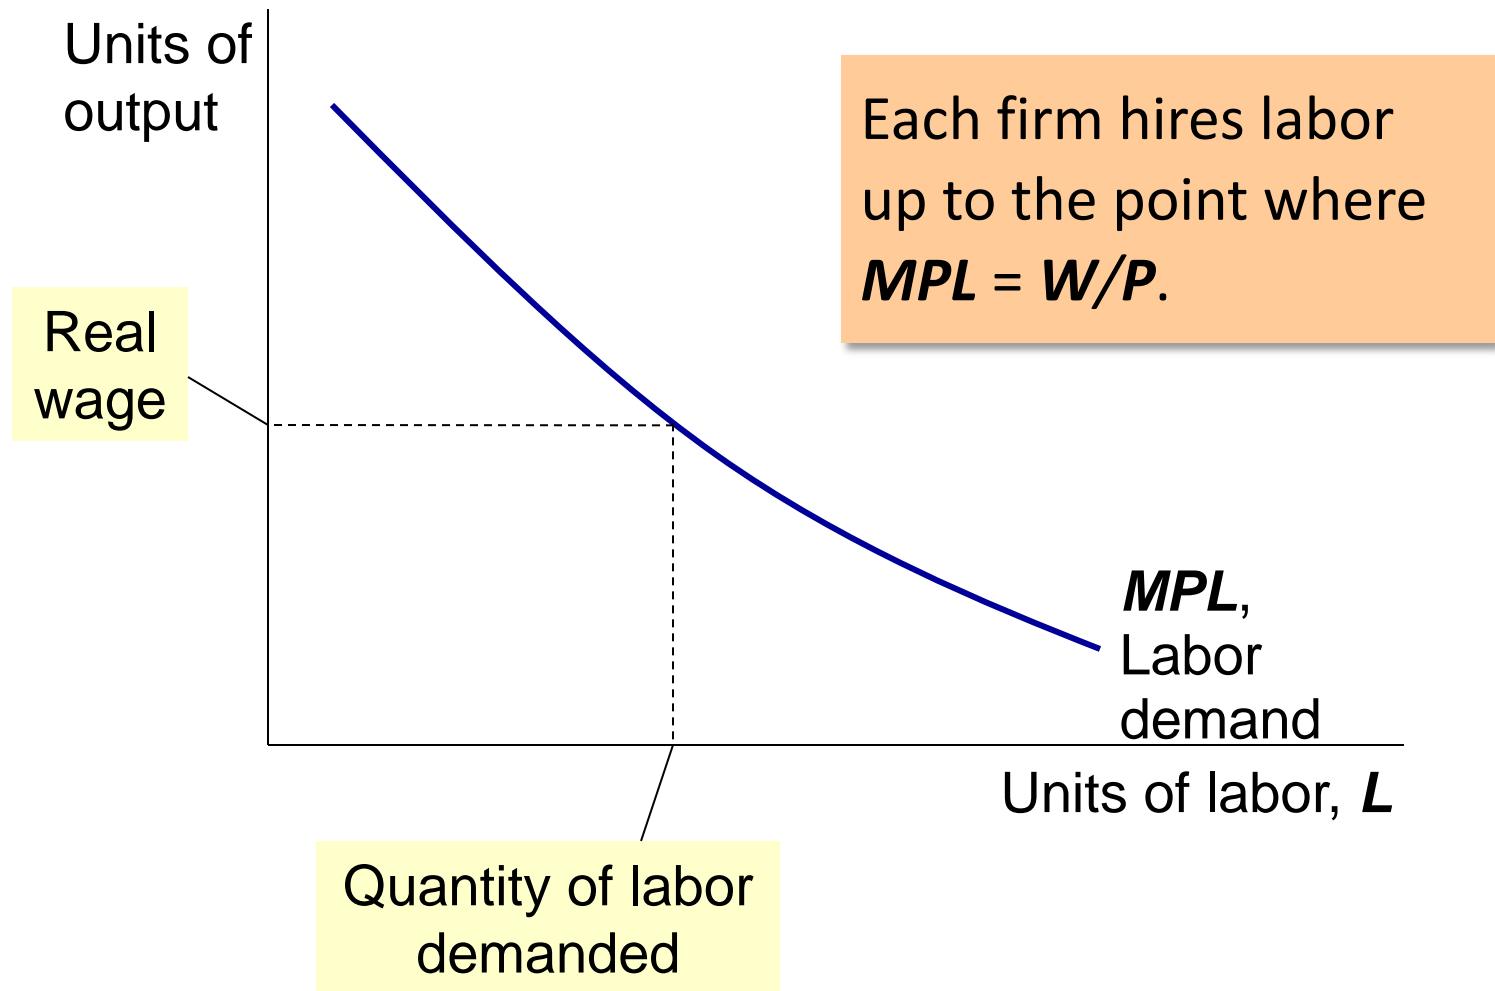 Units of
output
Each firm hires labor
up to the point where
MPL = W/P.
Real
wage
MPL,
Labor
demand
Units of labor, L
Quantity of labor
demanded